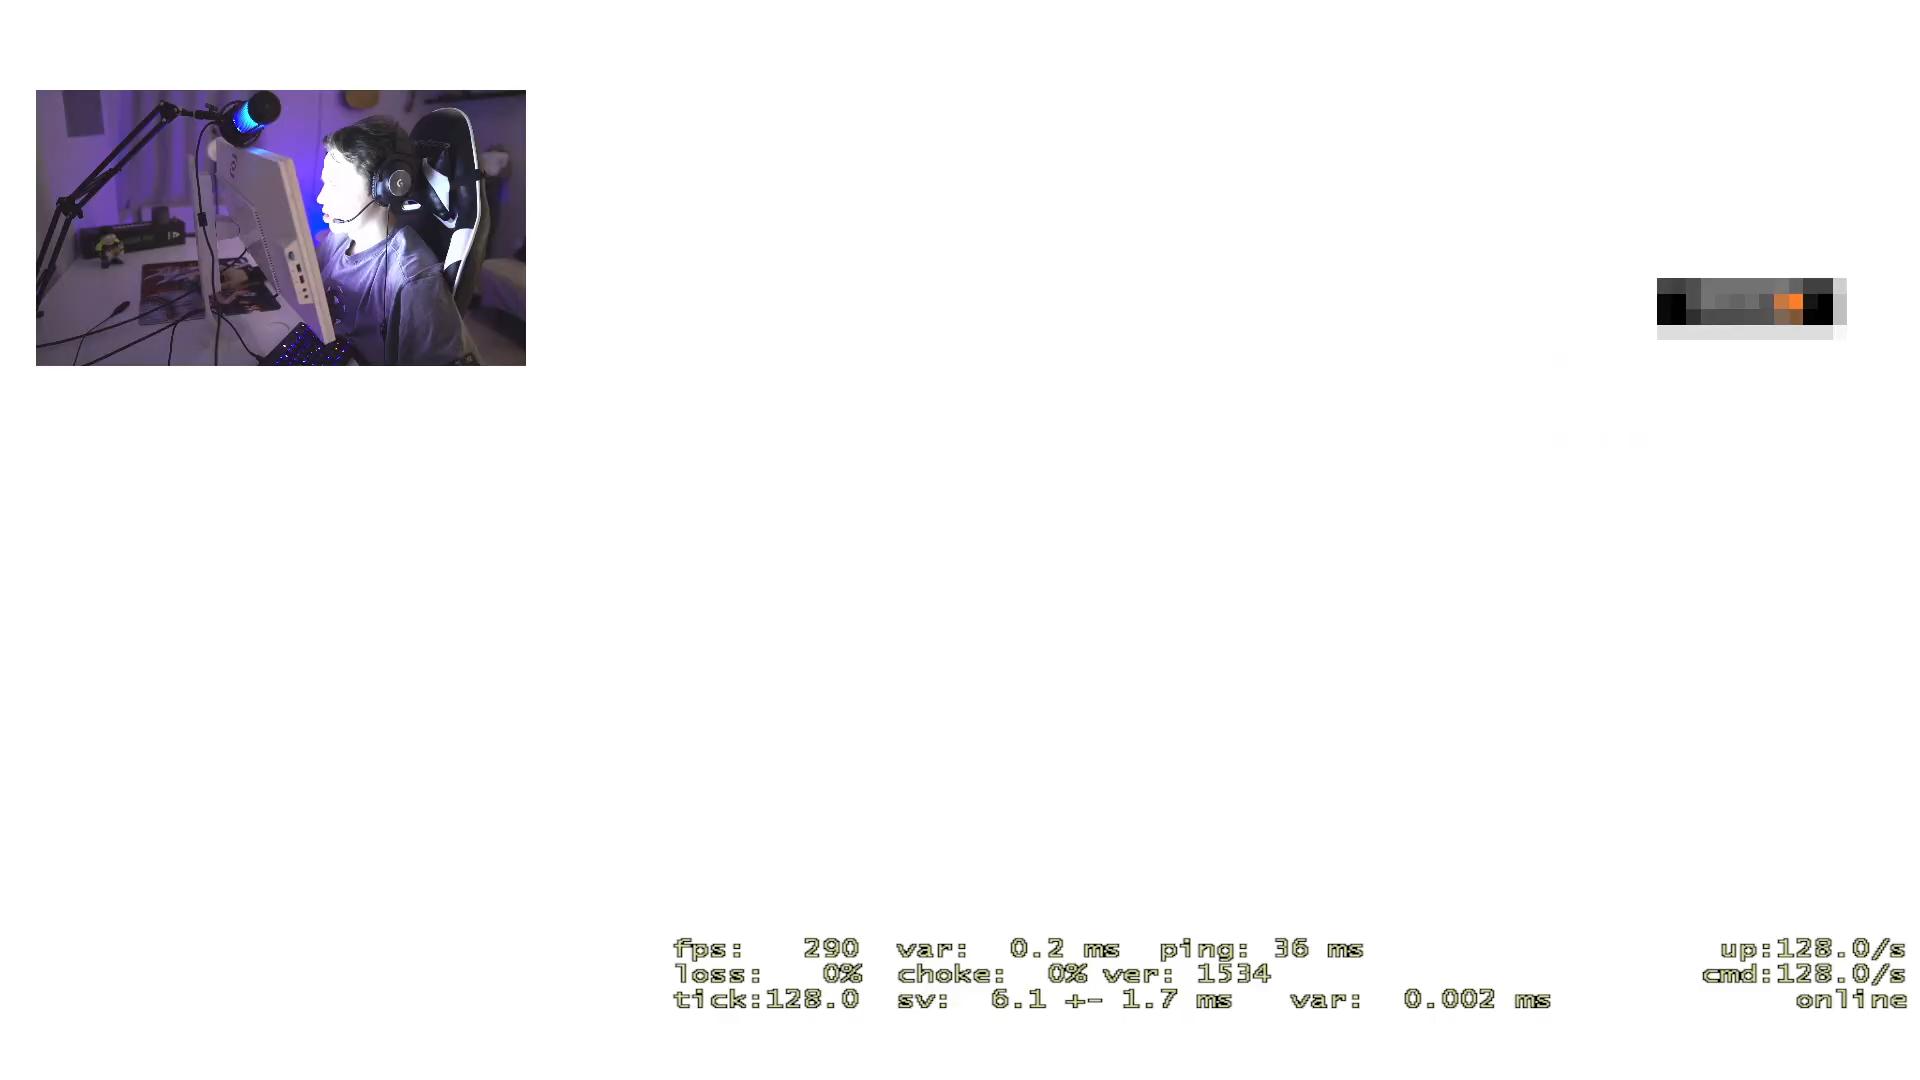 fps: 290 var: 0.2 ms ping: 36 ms up:128.0/s
loss: 0% choke: 0% ver: 1534 cmd:128.0/s
tick:128.0 sv: 6.1 +- 1.7 ms var: 0.002 ms online